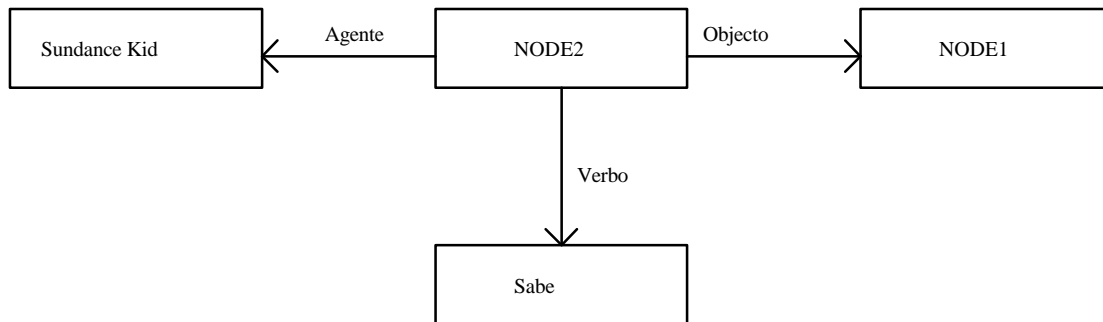 Agente
Objecto
Sundance Kid
NODE2
NODE1
Verbo
Sabe